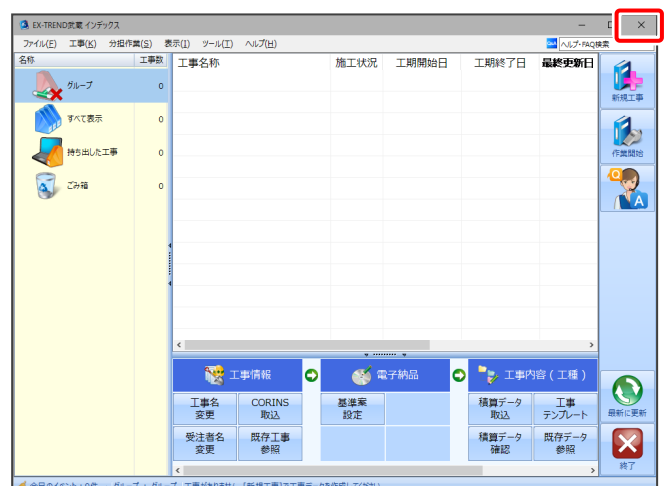 EX-TREND武蔵 インデックス
ファイル(F) 工事(K) 分担作業(S) 表示(I) ツール(T) ヘルプ(H) Q&A ヘルプ・FAQ検索
名称 工事数 工事名称 施工状況 工期開始日 工期終了日 最終更新日
グループ 0
新規工事
すべて表示 0
作業開始
持ち出した工事 0
Q
A
ごみ箱 0
工事情報 電子納品 工事内容(工種)
工事名
変更
CORINS
取込
基準案
設定
積算データ
取込
工事
テンプレート
最新に更新
受注者名
変更
既存工事
参照
積算データ
確認
既存データ
参照
終了